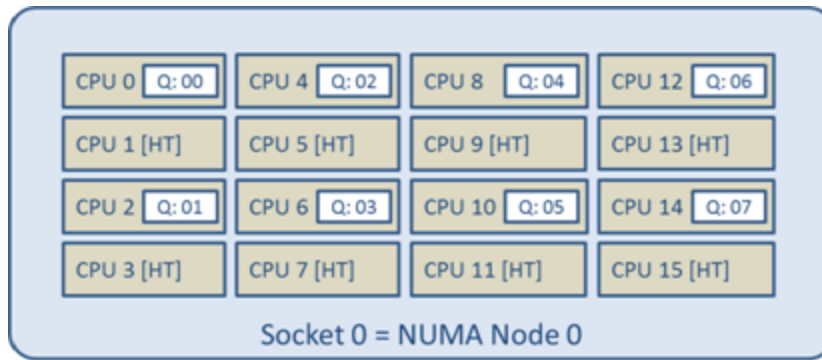 CPU 0 Q: 00 CPU 4 Q: 02 CPU 8 Q: 04 CPU 12 Q: 06
CPU 1 [HT] CPU 5 [HT] CPU 9 [HT] CPU 13 [HT]
CPU 2 Q: 01 CPU 6 Q: 03 CPU 10 Q: 05 CPU 14 Q: 07
CPU 3 [HT] CPU 7 [HT] CPU 11 [HT] CPU 15 [HT]
Socket 0 = NUMA Node 0